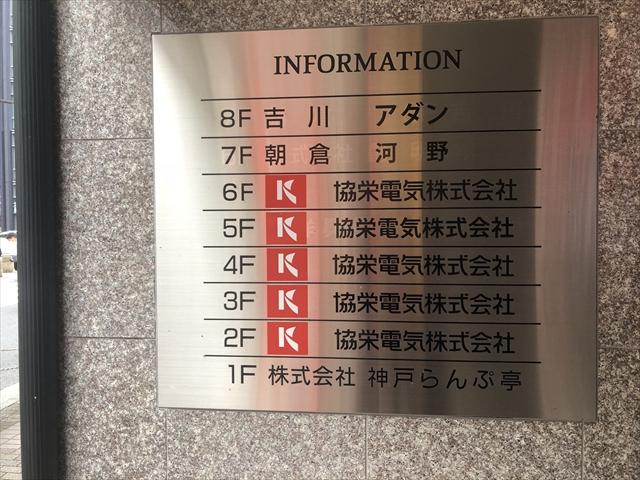 INFORMATION
8F 吉川 アダン
7F 朝倉 河野
6F K 協栄電気株式会社
5F K 協栄電気株式会社
4F K 協栄電気株式会社
3F K 協栄電気株式会社
2F K 協栄電気株式会社
1F 株式会社 神戸らんぷ亭